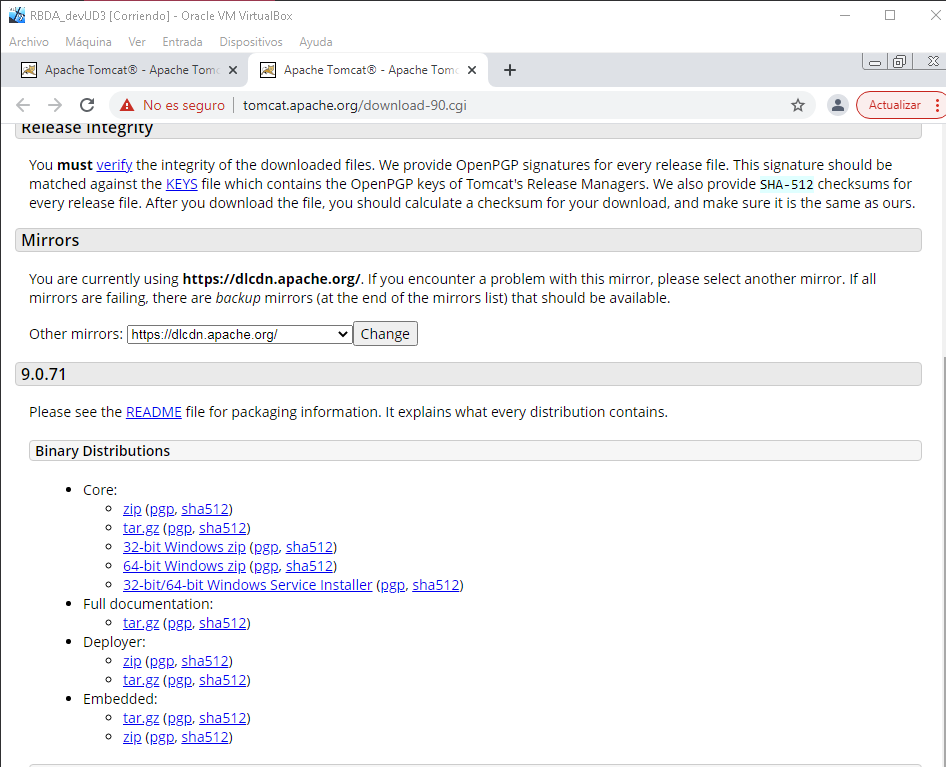 RBDA_devUD3 [Corriendo] - Oracle VM VirtualBox
Archivo Máquina Ver Entrada Dispositivos Ayuda
Apache Tomcat® - Apache Tomc Apache Tomcat® - Apache Tomc
No es seguro tomcat.apache.org/download-90.cgi Actualizar
Release Integrity
You must verify the integrity of the downloaded files. We provide OpenPGP signatures for every release file. This signature should be
matched against the KEYS file which contains the OpenPGP keys of Tomcat's Release Managers. We also provide SHA-512 checksums for
every release file. After you download the file, you should calculate a checksum for your download, and make sure it is the same as ours.
Mirrors
You are currently using https://dlcdn.apache.org/. If you encounter a problem with this mirror, please select another mirror. If all
mirrors are failing, there are backup mirrors (at the end of the mirrors list) that should be available.
Other mirrors: https://dlcdn.apache.org/ Change
9.0.71
Please see the README file for packaging information. It explains what every distribution contains.
Binary Distributions
• Core:
zip (pgp, sha512)
tar.gz (pgp, sha512)
32-bit Windows zip (pgp, sha512)
64-bit Windows zip (pgp, sha512)
32-bit/64-bit Windows Service Installer (pgp, sha512)
• Full documentation:
tar.gz (pgp, sha512)
• Deployer:
zip (pgp, sha512)
tar.gz (pgp, sha512)
• Embedded:
tar.gz (pgp, sha512)
zip (pgp, sha512)